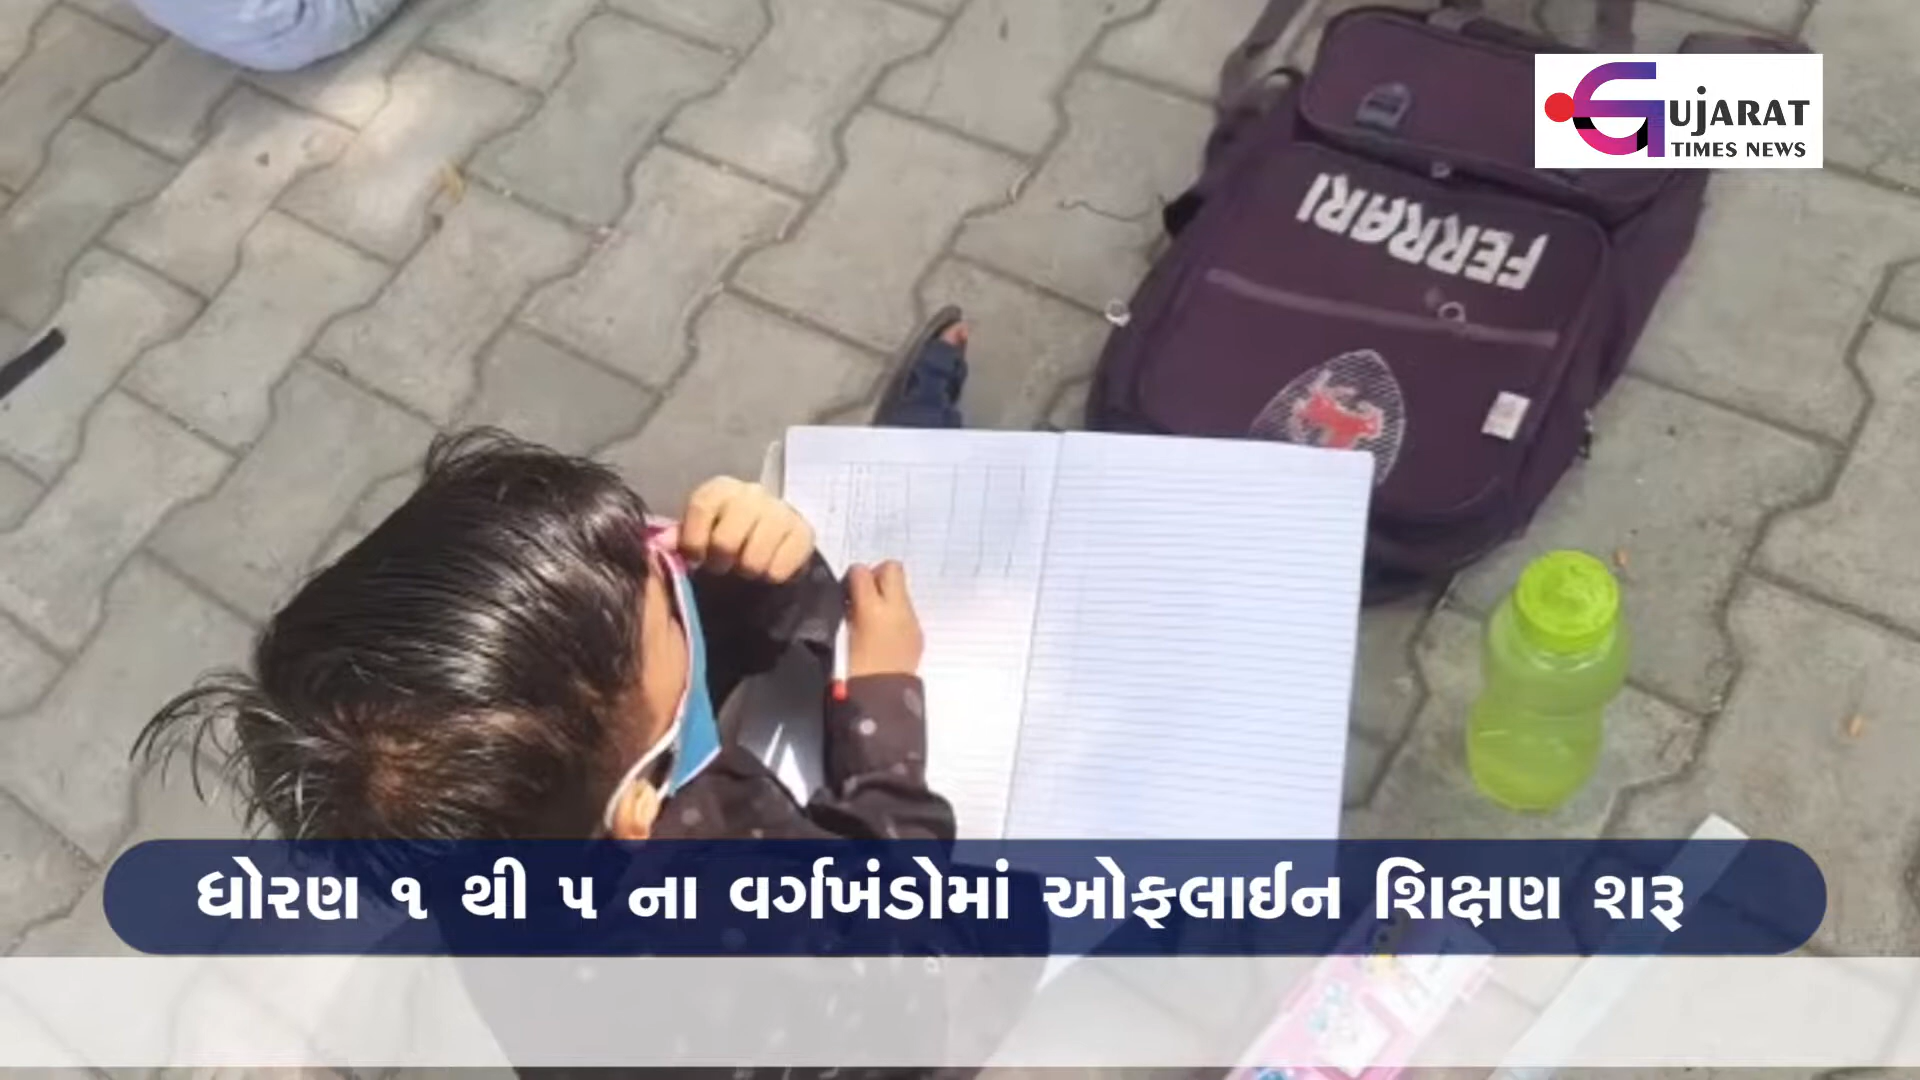 GUJARAT
TIMES NEWS
FERRARI
ધોરણ ૧ થી ૫ ના વર્ગખંડોમાં ઓફલાઈન શિક્ષણ શરૂ